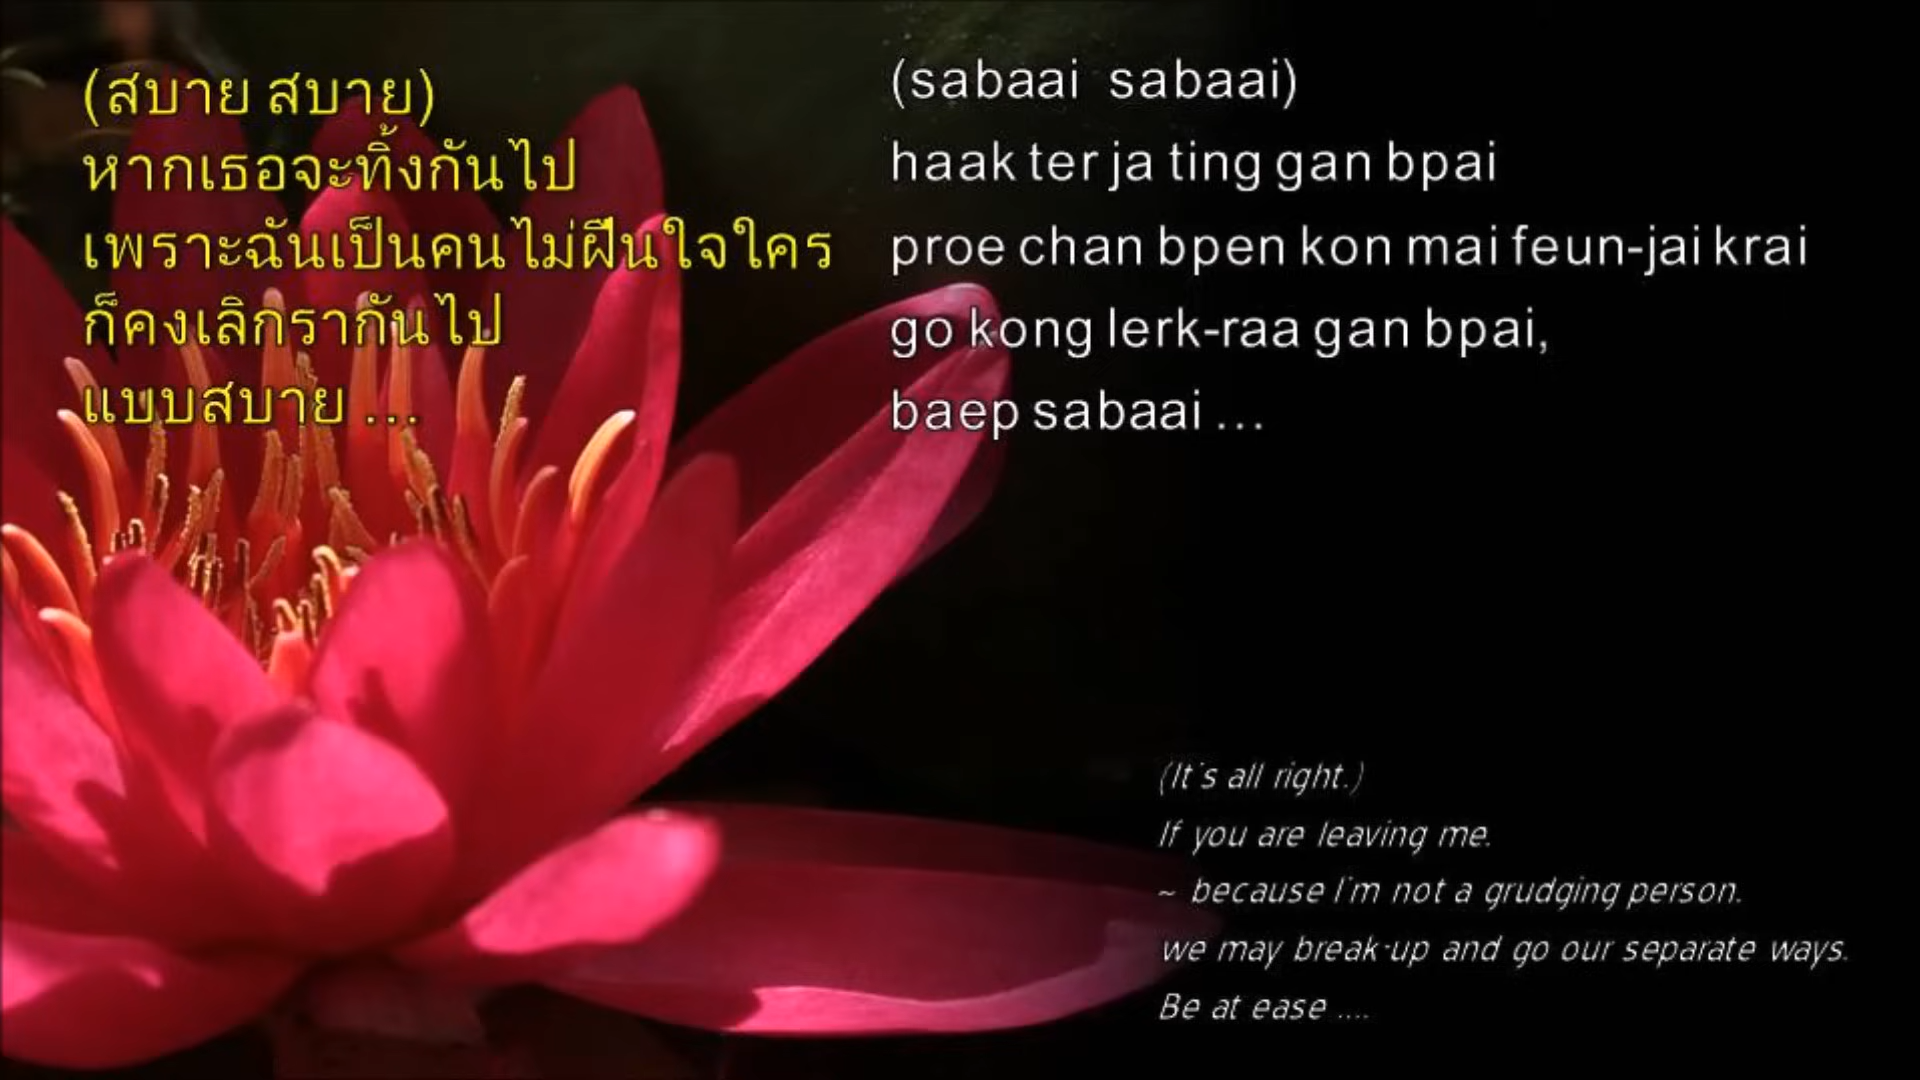 (สบาย สบาย)
หากเธอจะทิ้งกันไป
เพราะฉันเป็นคนไม่ฝืนใจใคร
ก็คงเลิกรากันไป
แบบสบาย ...
(sabaai sabaai)
haak ter ja ting gan bpai
proe chan bpen kon mai feun-jai krai
go kong lerk-raa gan bpai,
baep sabaai ...
(It's all right.)
If you are leaving me.
~ because I'm not a grudging person.
we may break-up and go our separate ways.
Be at ease ....